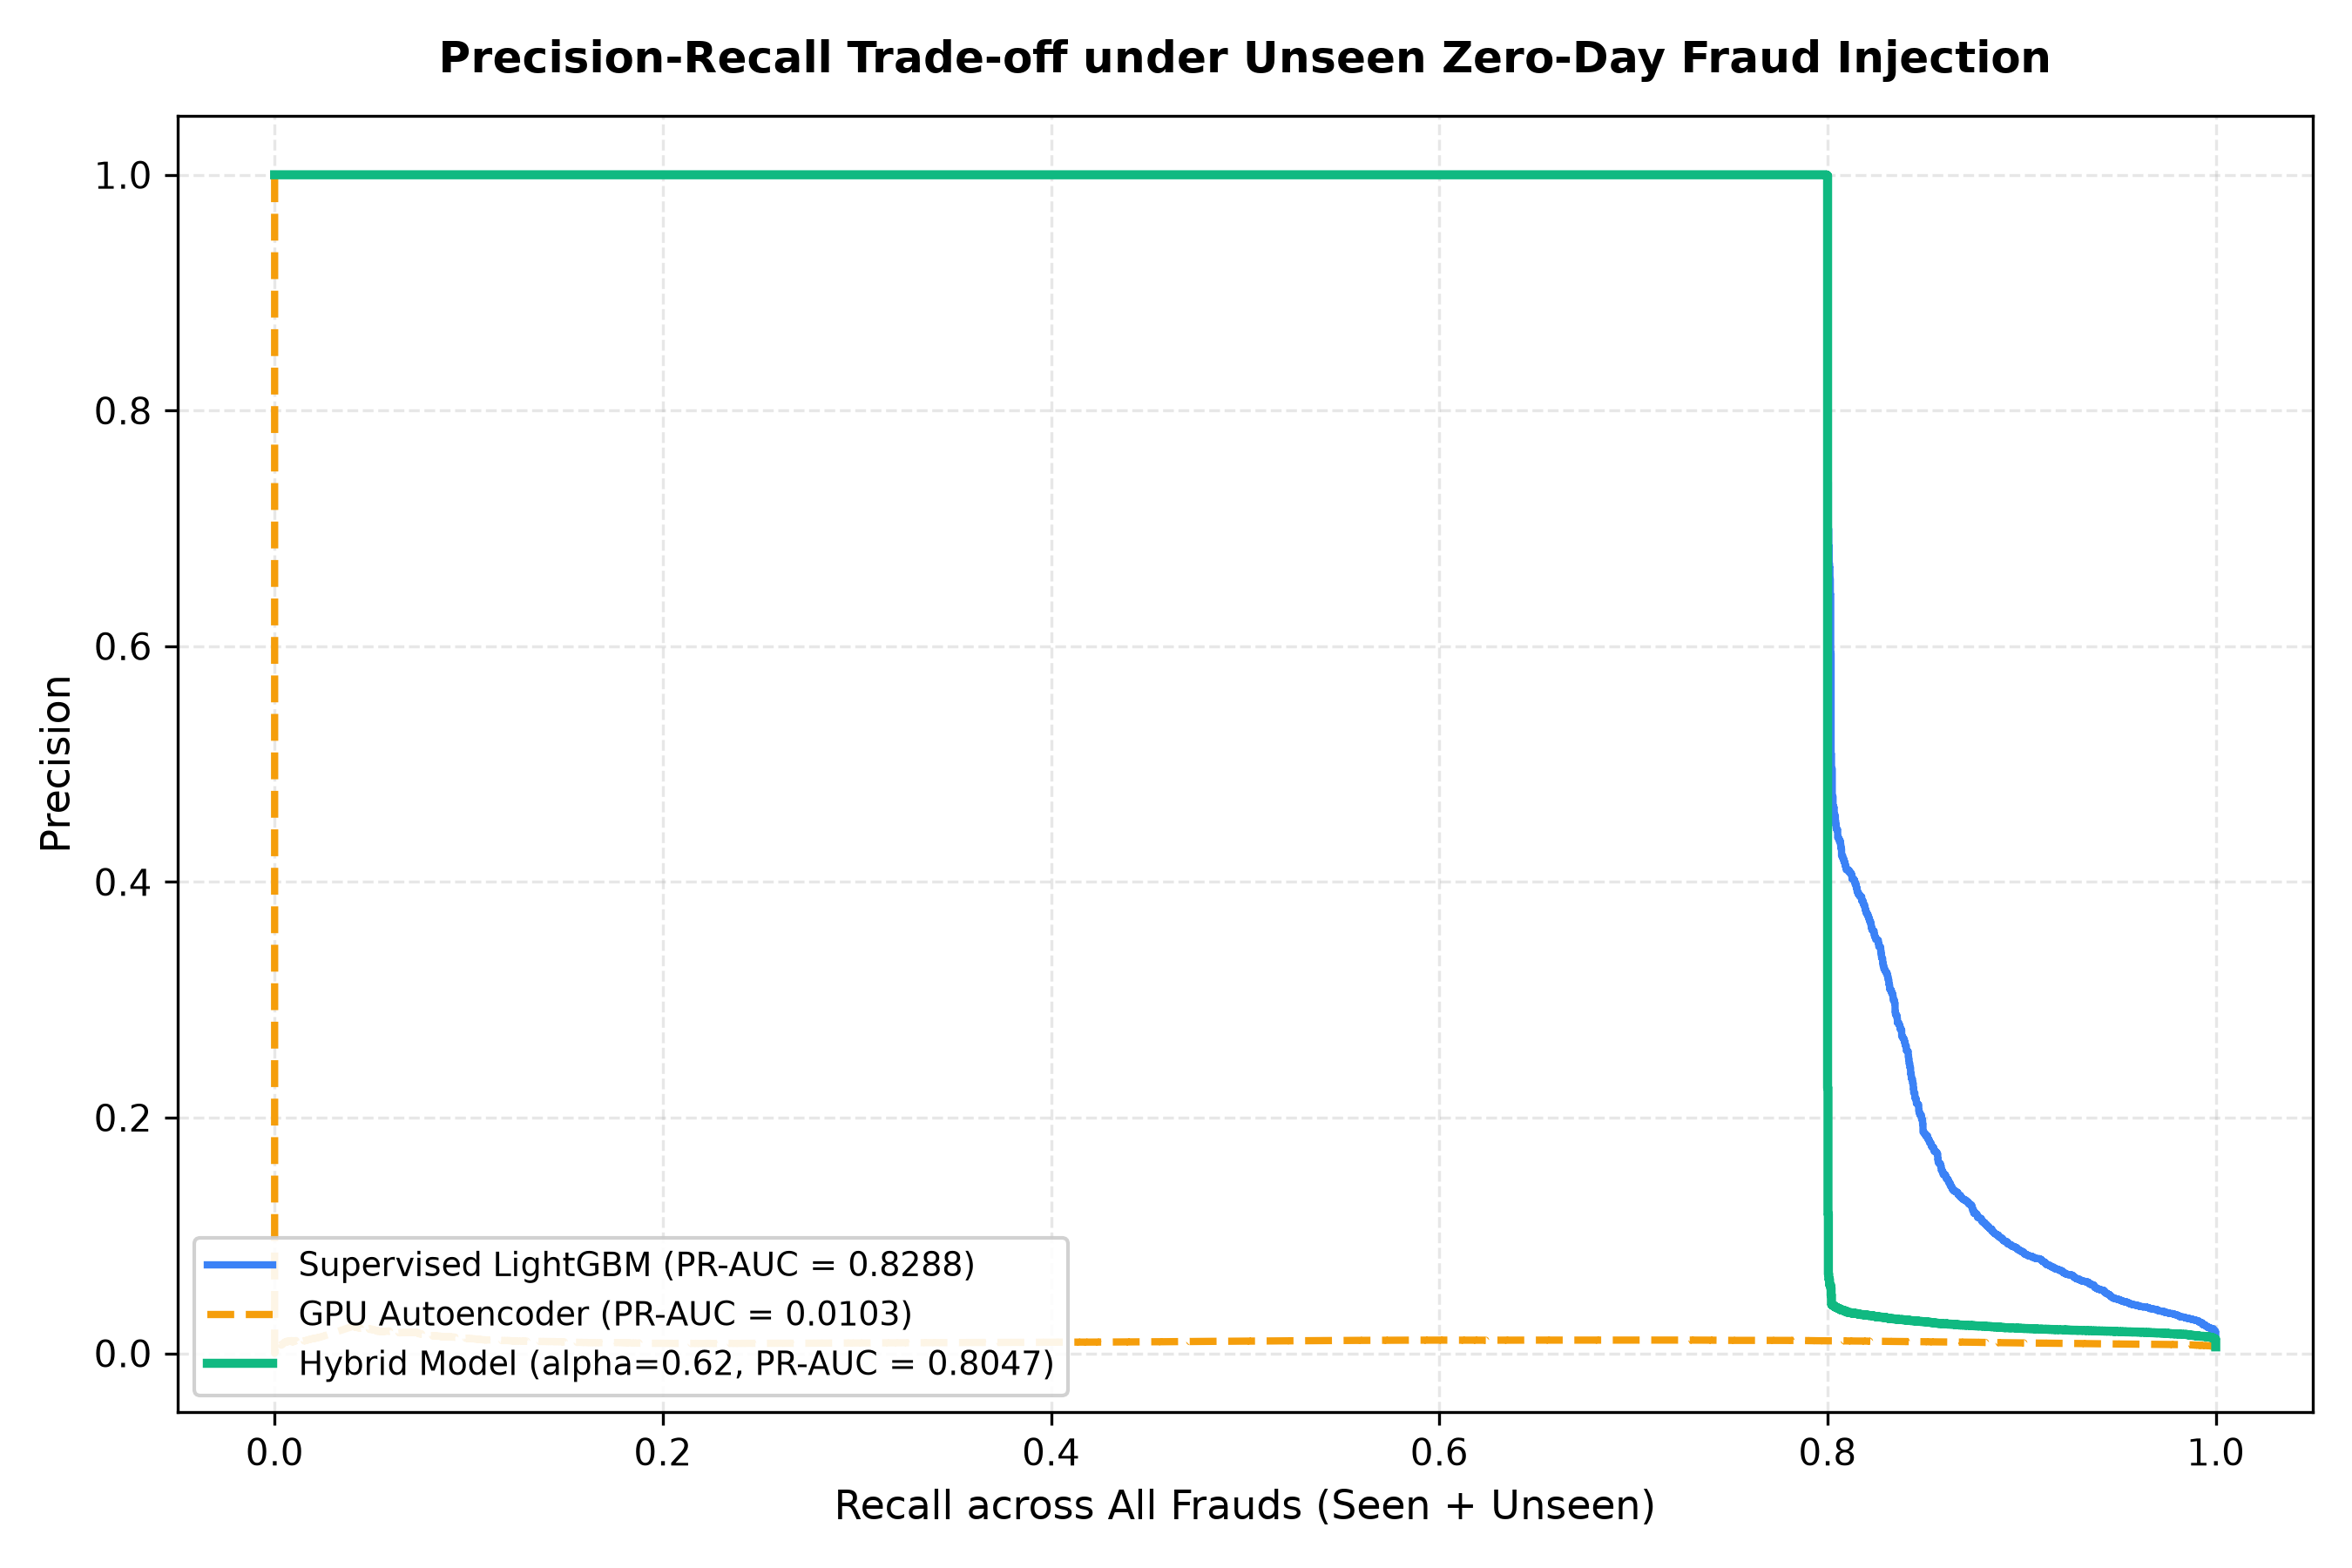 Precision-Recall Trade-off under Unseen Zero-Day Fraud Injection
Precision
1.0
0.8
0.6
0.4
0.2
0.0
Supervised LightGBM (PR-AUC = 0.8288)
GPU Autoencoder (PR-AUC = 0.0103)
Hybrid Model (alpha=0.62, PR-AUC = 0.8047)
0.0 0.2 0.4 0.6 0.8 1.0
Recall across All Frauds (Seen + Unseen)